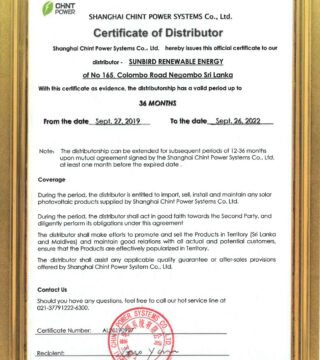 CHNT
POWER
SHANGHAI CHINT POWER SYSTEMS Co., Ltd.
Certificate of Distributor
Shanghai Chint Power Systems Co., Ltd. hereby issues this official certificate to our
distributor - SUNBIRD RENEWABLE ENERGY
of No 165, Colombo Road Negombo Sri Lanka
With this certificate as evidence, the distributorship has a valid period up to
36 MONTHS
From the date Sept. 27, 2019 To the date Sept. 26, 2022
Note: The distributorship can be extended for subsequent periods of 12-36 months
upon mutual agreement signed by the Shanghai Chint Power Systems Co., Ltd.
at least one month before the expired date .
Coverage
During the period, the distributor is entitled to import, sell, install and maintain any solar
photovoltaic products supplied by Shanghai Chint Power Systems Co., Ltd.
During the period, the distributor shall act in good faith towards the Second Party, and
diligently perform its obligations under this agreement.
The distributor shall make efforts to promote and sell the Products in Territory (Sri Lanka
and Maldives) and maintain good relations with all actual and potential customers,
ensure that the Products are effectively popularized in Territory.
The distributor shall assist any applicable quality guarantee or after-sales provisions
offered by Shanghai Chint Power Systems Co., Ltd.
Contact Us
Should you have any questions, feel free to call our hot service line at
021-37791222-6300.
Certificate Number:
Recipient: